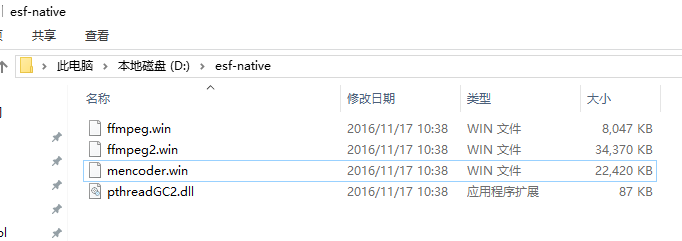 esf-native
共享 查看
此电脑 本地磁盘 (D:) esf-native
名称 修改日期 类型 大小
ffmpeg.win 2016/11/17 10:38 WIN 文件 8,047 KB
ffmpeg2.win 2016/11/17 10:38 WIN 文件 34,370 KB
mencoder.win 2016/11/17 10:38 WIN 文件 22,420 KB
pthreadGC2.dll 2016/11/17 10:38 应用程序扩展 87 KB